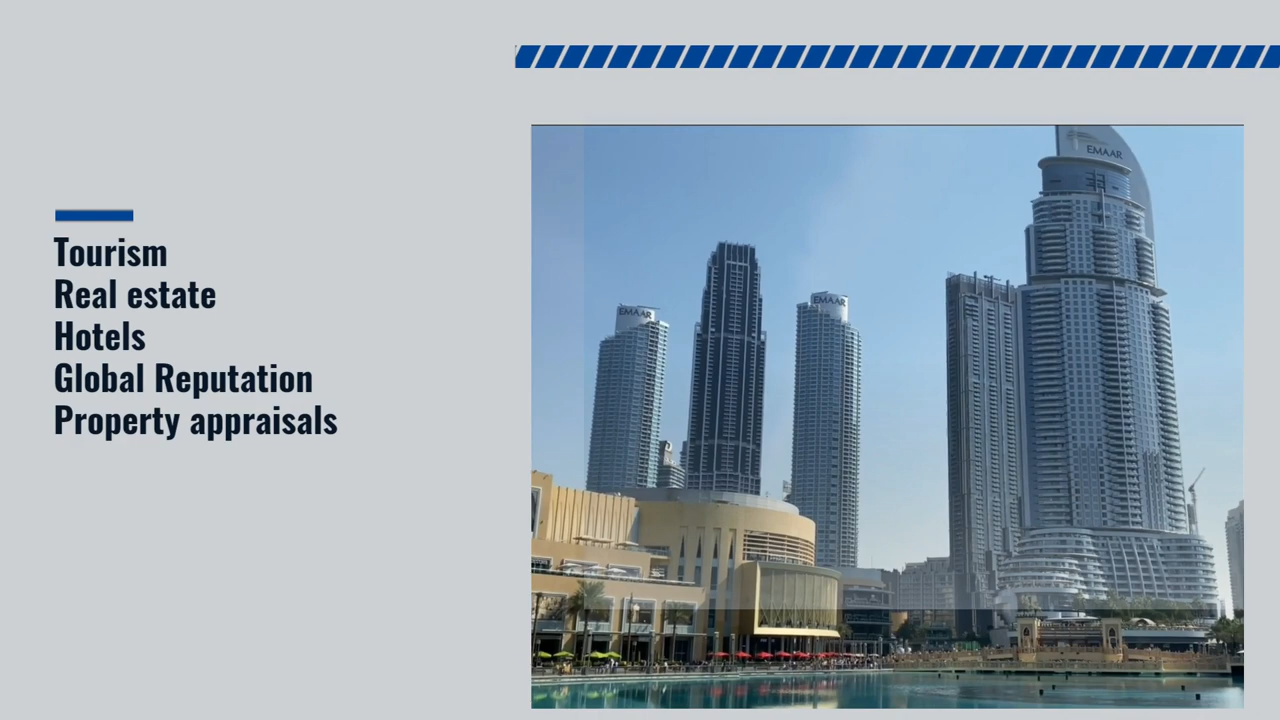 Tourism
Real estate
Hotels
Global Reputation
Property appraisals
EMAAR
EMAAR
EMAAR